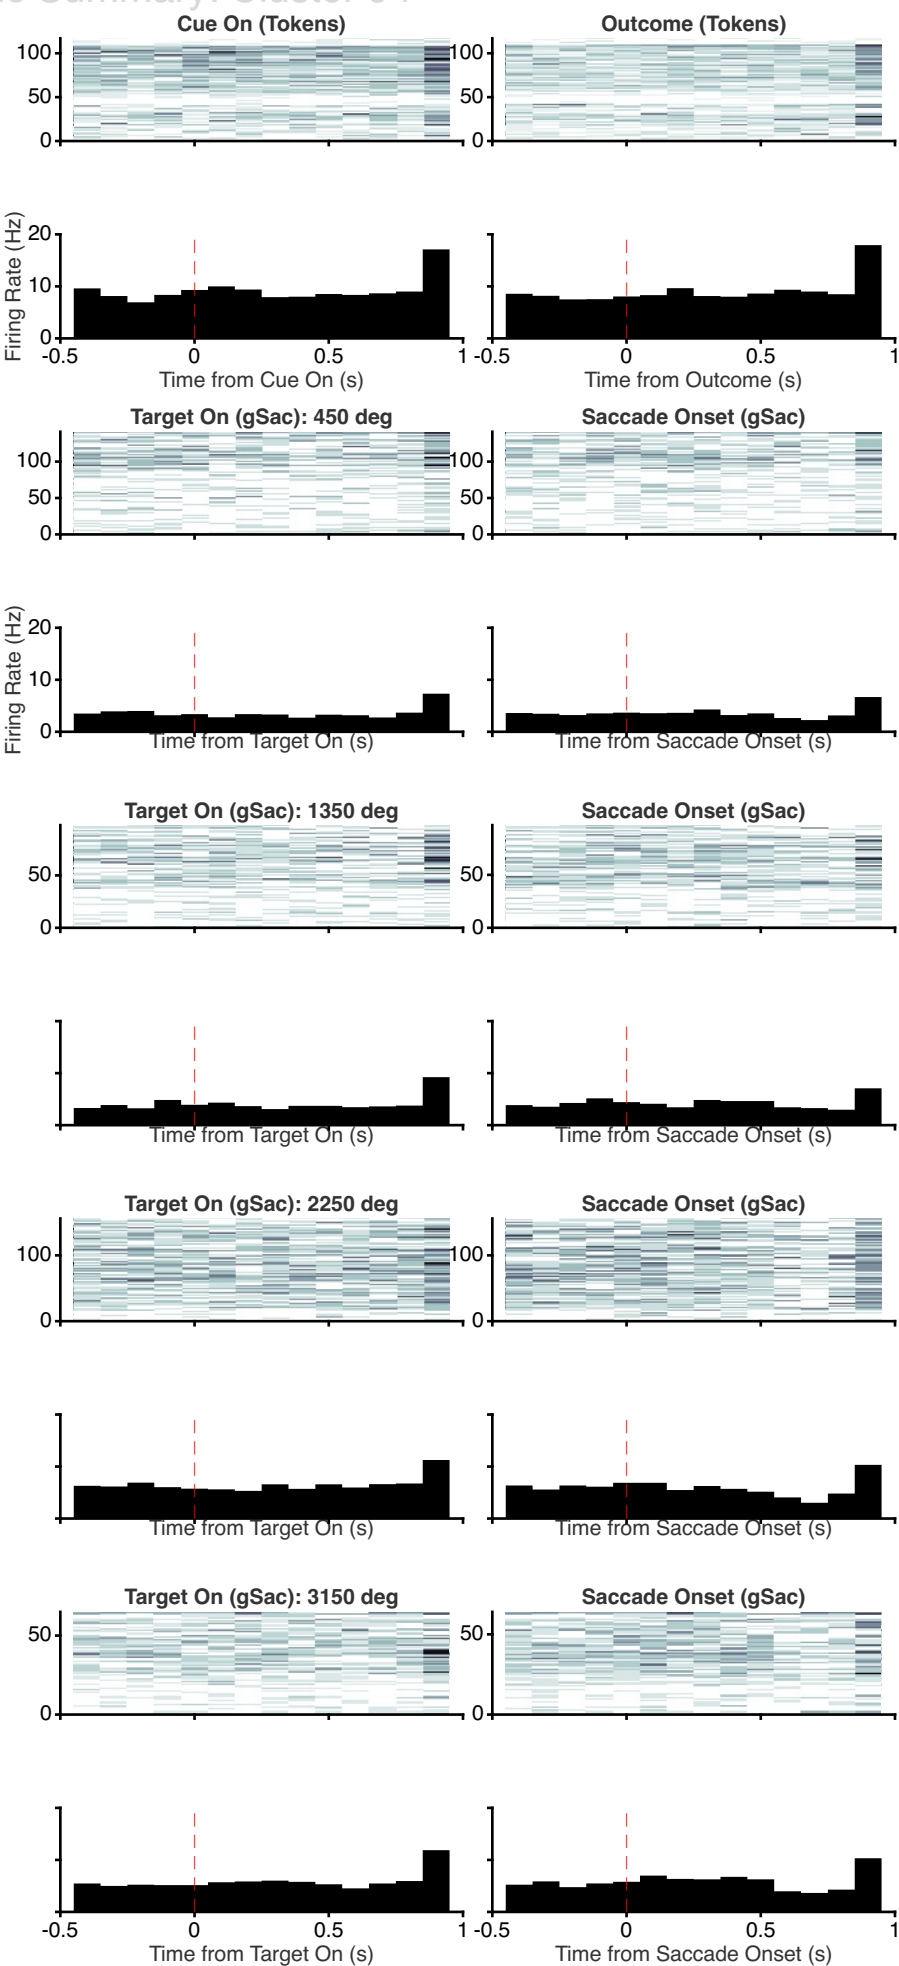 Summary: Cluster
Cue On (Tokens)
Outcome (Tokens)
100
50
0
100
50
0
Firing Rate (Hz)
20
10
0
-0.5
0
0.5
1
-0.5
0
0.5
1
Time from Cue On (s)
Time from Outcome (s)
Target On (gSac): 450 deg
Saccade Onset (gSac)
100
50
0
100
50
0
Firing Rate (Hz)
20
10
0
Time from Target On (s)
Time from Saccade Onset (s)
Target On (gSac): 1350 deg
Saccade Onset (gSac)
50
0
50
0
Time from Target On (s)
Time from Saccade Onset (s)
Target On (gSac): 2250 deg
Saccade Onset (gSac)
100
0
100
0
Time from Target On (s)
Time from Saccade Onset (s)
Target On (gSac): 3150 deg
Saccade Onset (gSac)
50
0
50
0
-0.5
0
0.5
1
-0.5
0
0.5
1
Time from Target On (s)
Time from Saccade Onset (s)